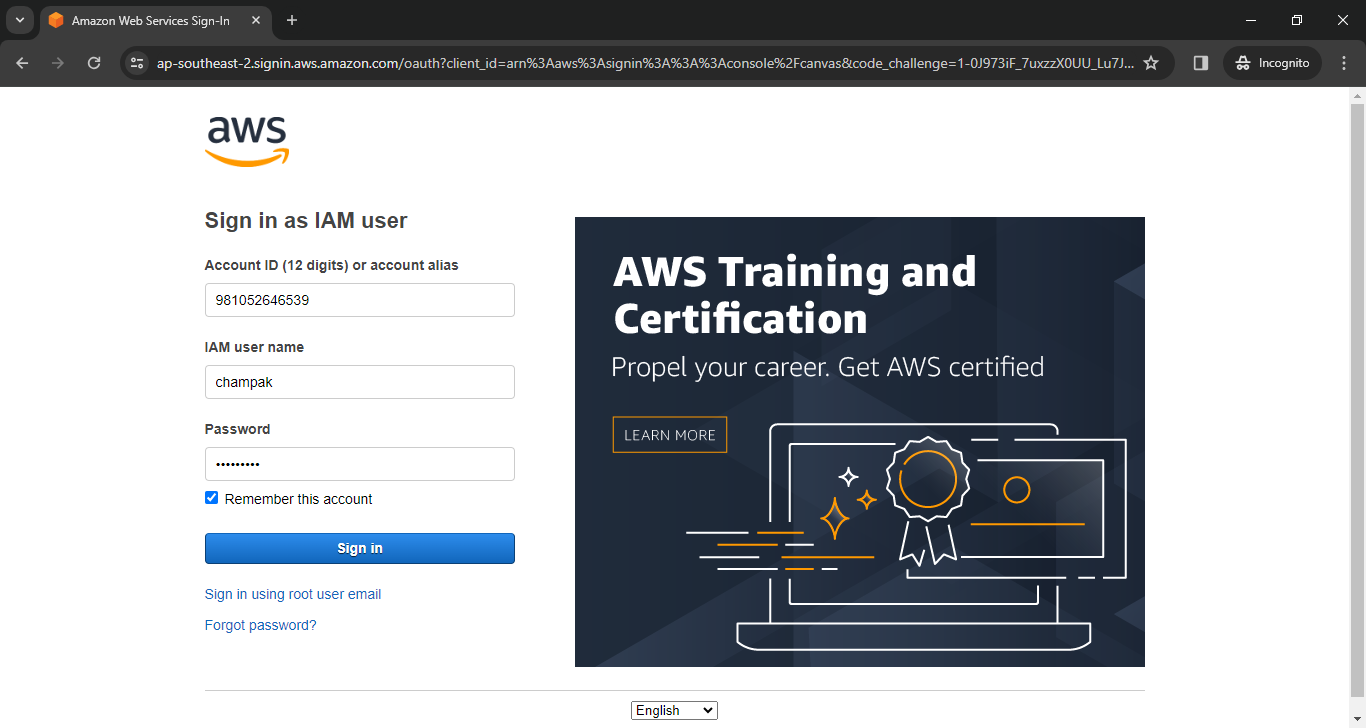 Amazon Web Services Sign-In
ap-southeast-2.signin.aws.amazon.com/oauth?client_id=arn%3Aaws%3Asignin%3A%3A%3Aconsole%2Fcanvas&code_challenge=1-0J973iF_7uxzzX0UU_Lu7J...
Incognito
aws
Sign in as IAM user
Account ID (12 digits) or account alias
981052646539
IAM user name
champak
Password
•••••••••
Remember this account
Sign in
Sign in using root user email
Forgot password?
AWS Training and
Certification
Propel your career. Get AWS certified
LEARN MORE
English